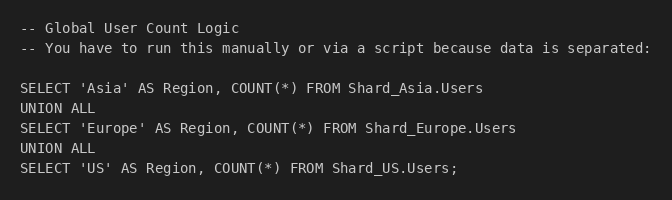 -- Global User Count Logic
-- You have to run this manually or via a script because data is separated:
SELECT 'Asia' AS Region, COUNT(*) FROM Shard_Asia.Users
UNION ALL
SELECT 'Europe' AS Region, COUNT(*) FROM Shard_Europe.Users
UNION ALL
SELECT 'US' AS Region, COUNT(*) FROM Shard_US.Users;